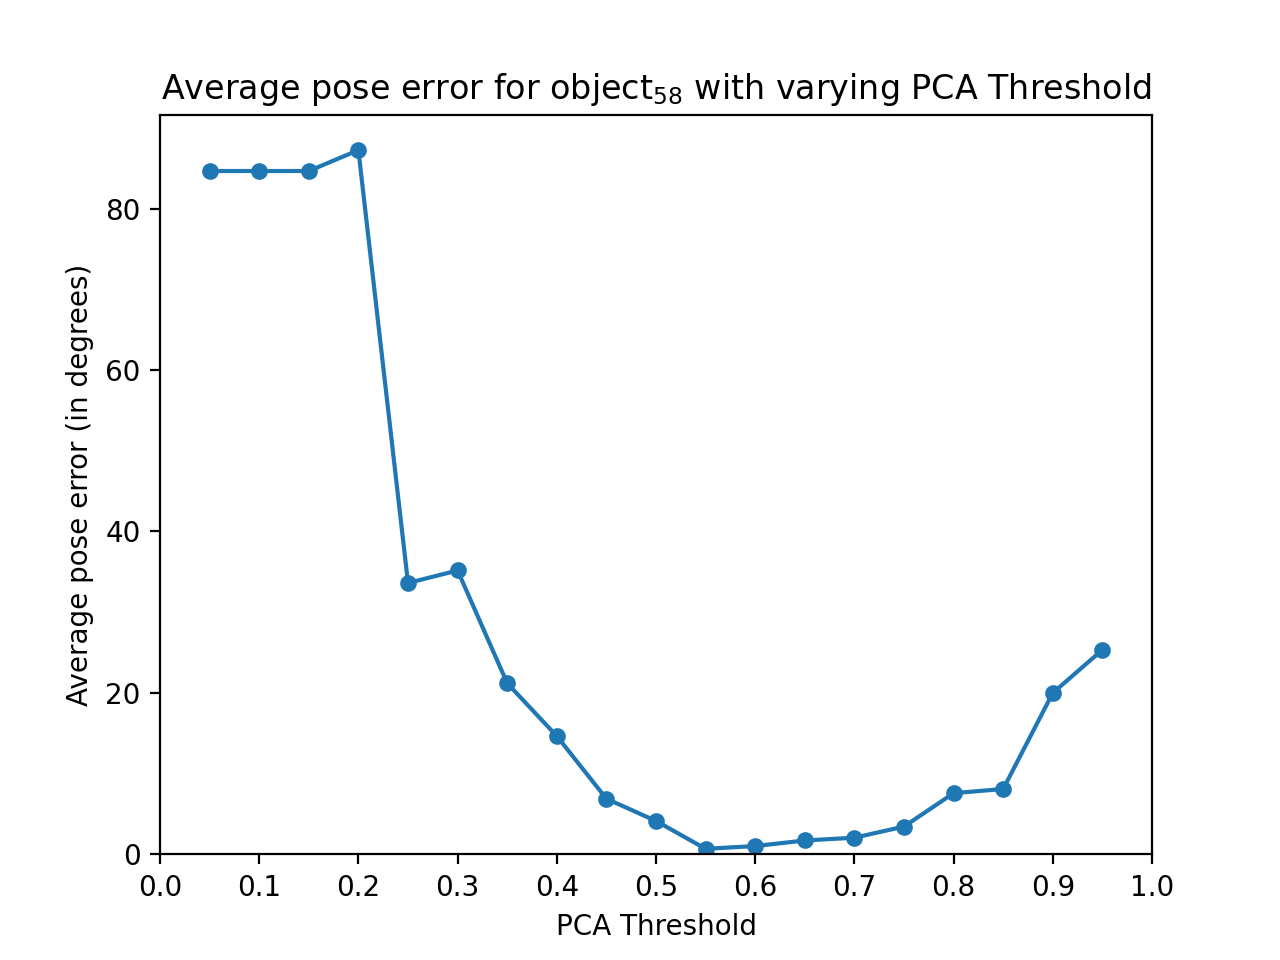 Average pose error for object₅₈ with varying PCA Threshold
Average pose error (in degrees)
80
60
40
20
0
0.0 0.1 0.2 0.3 0.4 0.5 0.6 0.7 0.8 0.9 1.0
PCA Threshold